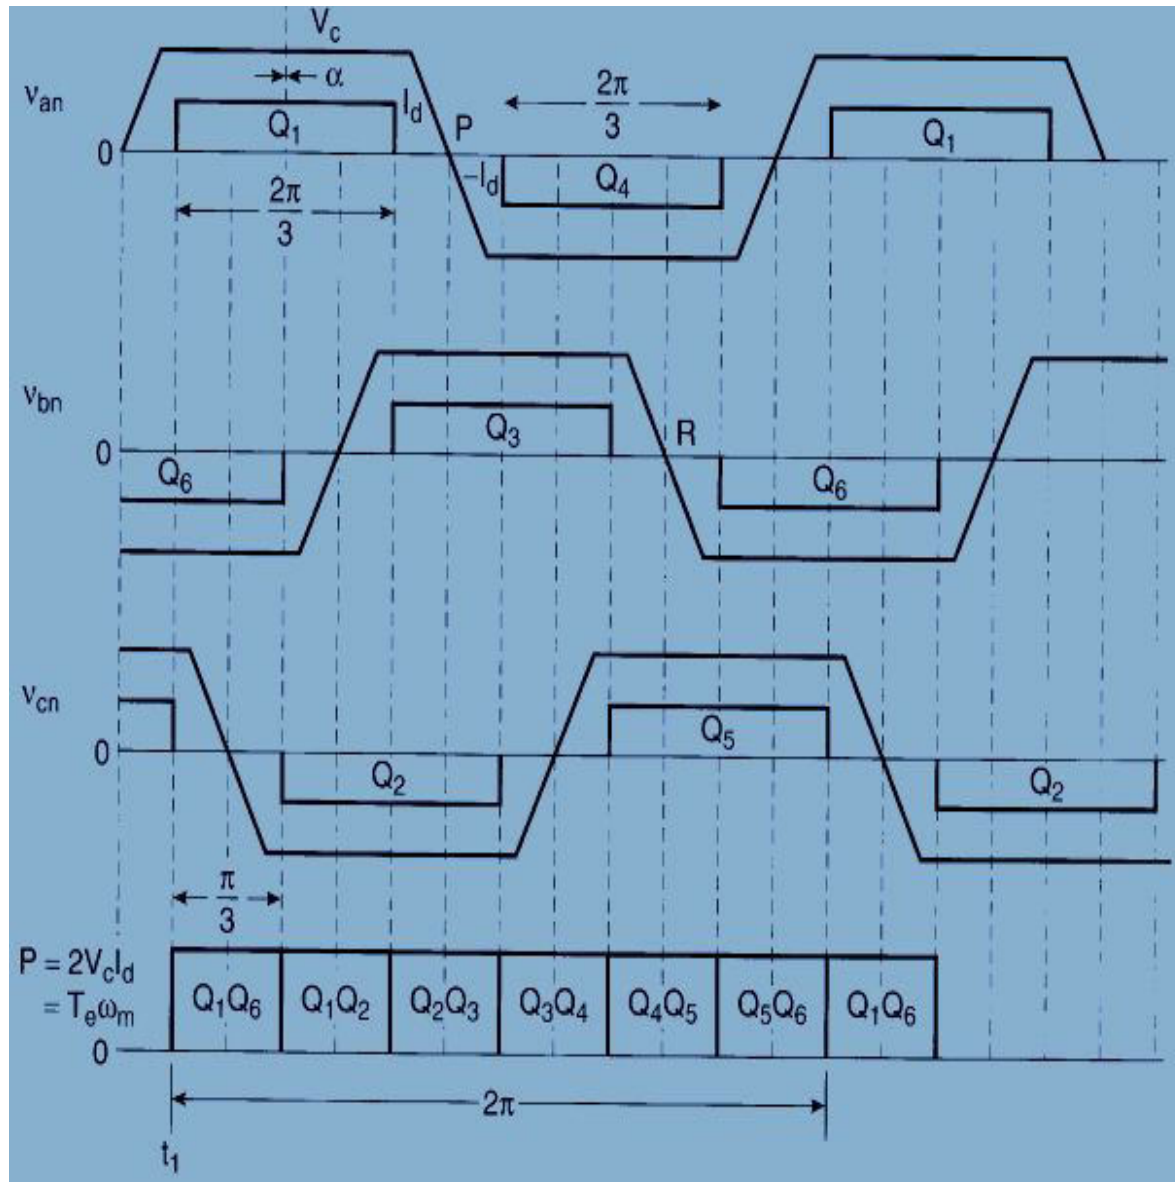 V_c
α
v_an
I_d
2π/3
P
Q_1
0
Q_1
-I_d
Q_4
2π/3
v_bn
Q_3
R
0
Q_6
Q_6
v_cn
Q_5
0
Q_2
Q_2
π/3
P = 2V_cI_d
= T_eω_m
Q_1Q_6 Q_1Q_2 Q_2Q_3 Q_3Q_4 Q_4Q_5 Q_5Q_6 Q_1Q_6
0
2π
t_1